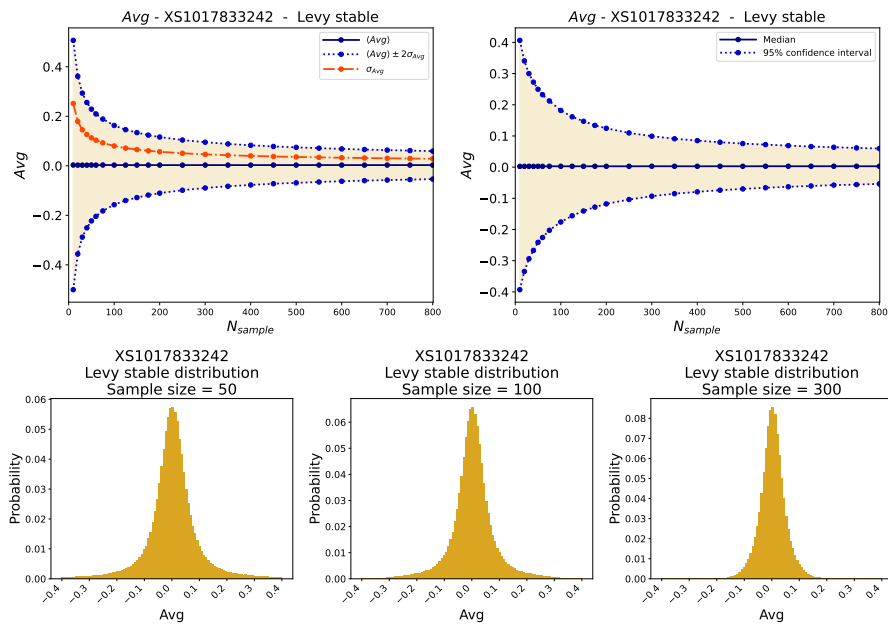 Avg - XS1017833242 - Levy stable
⟨Avg⟩
⟨Avg⟩ ± 2σAvg
σAvg
Avg
0.4
0.2
0.0
−0.2
−0.4
0 100 200 300 400 500 600 700 800
Nsample
Avg - XS1017833242 - Levy stable
Median
95% confidence interval
Avg
0.4
0.3
0.2
0.1
0.0
−0.1
−0.2
−0.3
−0.4
0 100 200 300 400 500 600 700 800
Nsample
XS1017833242
Levy stable distribution
Sample size = 50
Probability
0.06
0.05
0.04
0.03
0.02
0.01
0.00
−0.4 −0.3 −0.2 −0.1 0.0 0.1 0.2 0.3 0.4
Avg
XS1017833242
Levy stable distribution
Sample size = 100
Probability
0.06
0.05
0.04
0.03
0.02
0.01
0.00
−0.4 −0.3 −0.2 −0.1 0.0 0.1 0.2 0.3 0.4
Avg
XS1017833242
Levy stable distribution
Sample size = 300
Probability
0.08
0.07
0.06
0.05
0.04
0.03
0.02
0.01
0.00
−0.4 −0.3 −0.2 −0.1 0.0 0.1 0.2 0.3 0.4
Avg